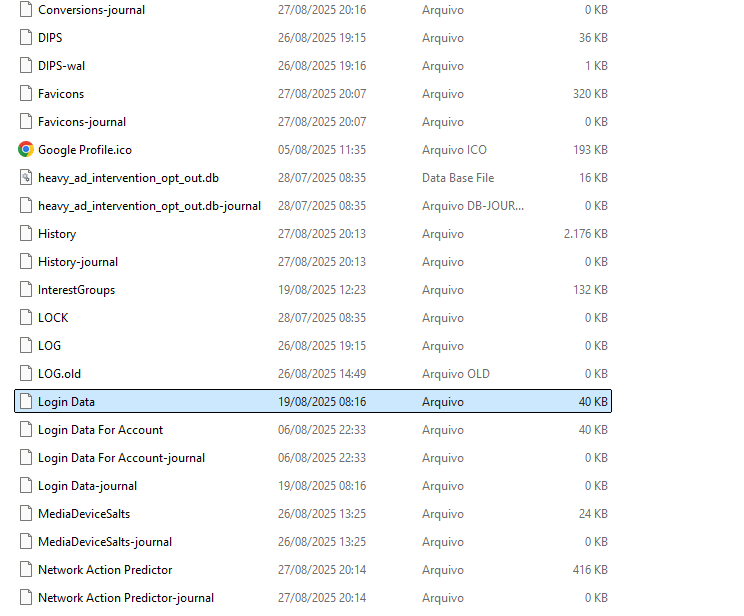 Conversions-journal 27/08/2025 20:16 Arquivo 0 KB
DIPS 26/08/2025 19:15 Arquivo 36 KB
DIPS-wal 26/08/2025 19:16 Arquivo 1 KB
Favicons 27/08/2025 20:07 Arquivo 320 KB
Favicons-journal 27/08/2025 20:07 Arquivo 0 KB
Google Profile.ico 05/08/2025 11:35 Arquivo ICO 193 KB
heavy_ad_intervention_opt_out.db 28/07/2025 08:35 Data Base File 16 KB
heavy_ad_intervention_opt_out.db-journal 28/07/2025 08:35 Arquivo DB-JOUR... 0 KB
History 27/08/2025 20:13 Arquivo 2.176 KB
History-journal 27/08/2025 20:13 Arquivo 0 KB
InterestGroups 19/08/2025 12:23 Arquivo 132 KB
LOCK 28/07/2025 08:35 Arquivo 0 KB
LOG 26/08/2025 19:15 Arquivo 0 KB
LOG.old 26/08/2025 14:49 Arquivo OLD 0 KB
Login Data 19/08/2025 08:16 Arquivo 40 KB
Login Data For Account 06/08/2025 22:33 Arquivo 40 KB
Login Data For Account-journal 06/08/2025 22:33 Arquivo 0 KB
Login Data-journal 19/08/2025 08:16 Arquivo 0 KB
MediaDeviceSalts 26/08/2025 13:25 Arquivo 24 KB
MediaDeviceSalts-journal 26/08/2025 13:25 Arquivo 0 KB
Network Action Predictor 27/08/2025 20:14 Arquivo 416 KB
Network Action Predictor-journal 27/08/2025 20:14 Arquivo 0 KB